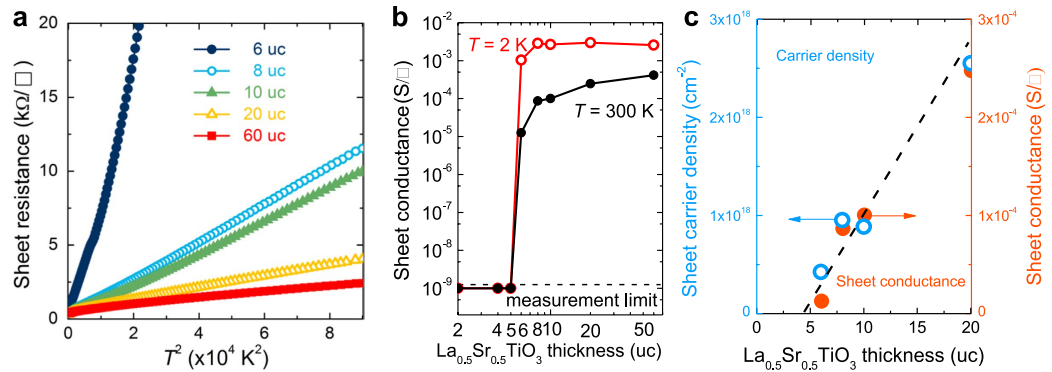 a
Sheet resistance (kΩ/□)
20
15
10
5
0
6 uc
8 uc
10 uc
20 uc
60 uc
0 2 4 6 8
T² (x10⁴ K²)
b
Sheet conductance (S/□)
10⁻²
10⁻³
10⁻⁴
10⁻⁵
10⁻⁶
10⁻⁷
10⁻⁸
10⁻⁹
10⁻¹⁰
T = 2 K
T = 300 K
measurement limit
2 4 5 6 8 10 20 50
La₀.₅Sr₀.₅TiO₃ thickness (uc)
c
Sheet carrier density (cm⁻²)
3x10¹⁸
2x10¹⁸
1x10¹⁸
0
Carrier density
Sheet conductance
3x10⁻⁴
2x10⁻⁴
1x10⁻⁴
0
Sheet conductance (S/□)
0 5 10 15 20
La₀.₅Sr₀.₅TiO₃ thickness (uc)